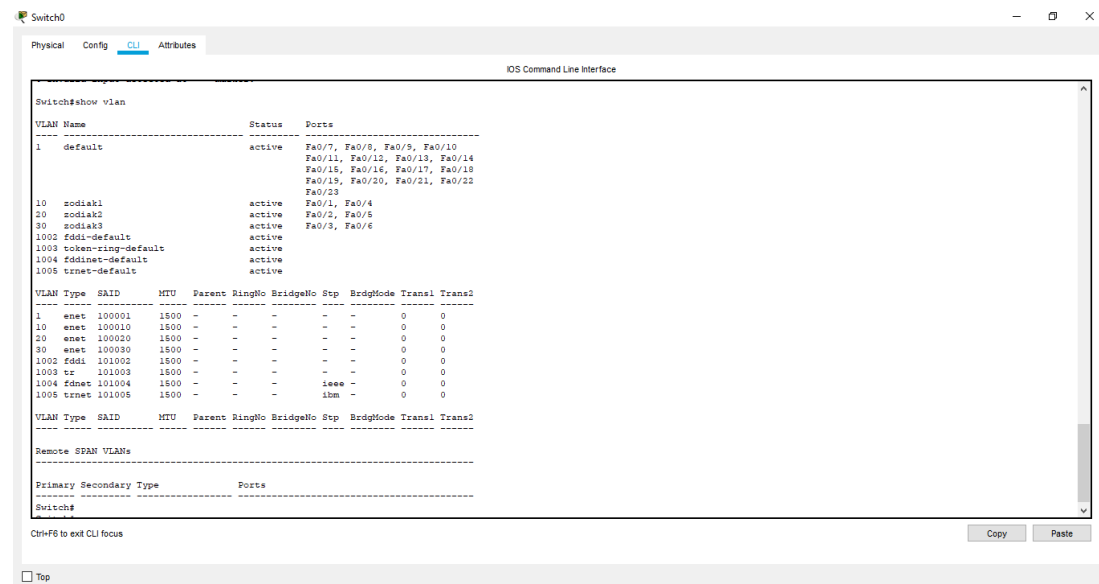 Switch0
Physical Config CLI Attributes
IOS Command Line Interface
Switch#show vlan
VLAN Name Status Ports
---- -------------------------------- --------- -------------------------------
1 default active Fa0/7, Fa0/8, Fa0/9, Fa0/10
Fa0/11, Fa0/12, Fa0/13, Fa0/14
Fa0/15, Fa0/16, Fa0/17, Fa0/18
Fa0/19, Fa0/20, Fa0/21, Fa0/22
Fa0/23
10 zodiak1 active Fa0/1, Fa0/4
20 zodiak2 active Fa0/2, Fa0/5
30 zodiak3 active Fa0/3, Fa0/6
1002 fddi-default active
1003 token-ring-default active
1004 fddinet-default active
1005 trnet-default active
VLAN Type SAID MTU Parent RingNo BridgeNo Stp BrdgMode Trans1 Trans2
---- ----- ---------- ----- ------ ------ -------- ---- -------- ------ ------
1 enet 100001 1500 - - - - - 0 0
10 enet 100010 1500 - - - - - 0 0
20 enet 100020 1500 - - - - - 0 0
30 enet 100030 1500 - - - - - 0 0
1002 fddi 101002 1500 - - - - - 0 0
1003 tr 101003 1500 - - - - - 0 0
1004 fdnet 101004 1500 - - - ieee - 0 0
1005 trnet 101005 1500 - - - ibm - 0 0
VLAN Type SAID MTU Parent RingNo BridgeNo Stp BrdgMode Trans1 Trans2
---- ----- ---------- ----- ------ ------ -------- ---- -------- ------ ------
Remote SPAN VLANs
------------------------------------------------------------------------------
Primary Secondary Type Ports
------- --------- ----------------- ------------------------------------------
Switch#
Ctrl+F6 to exit CLI focus
Copy Paste
Top